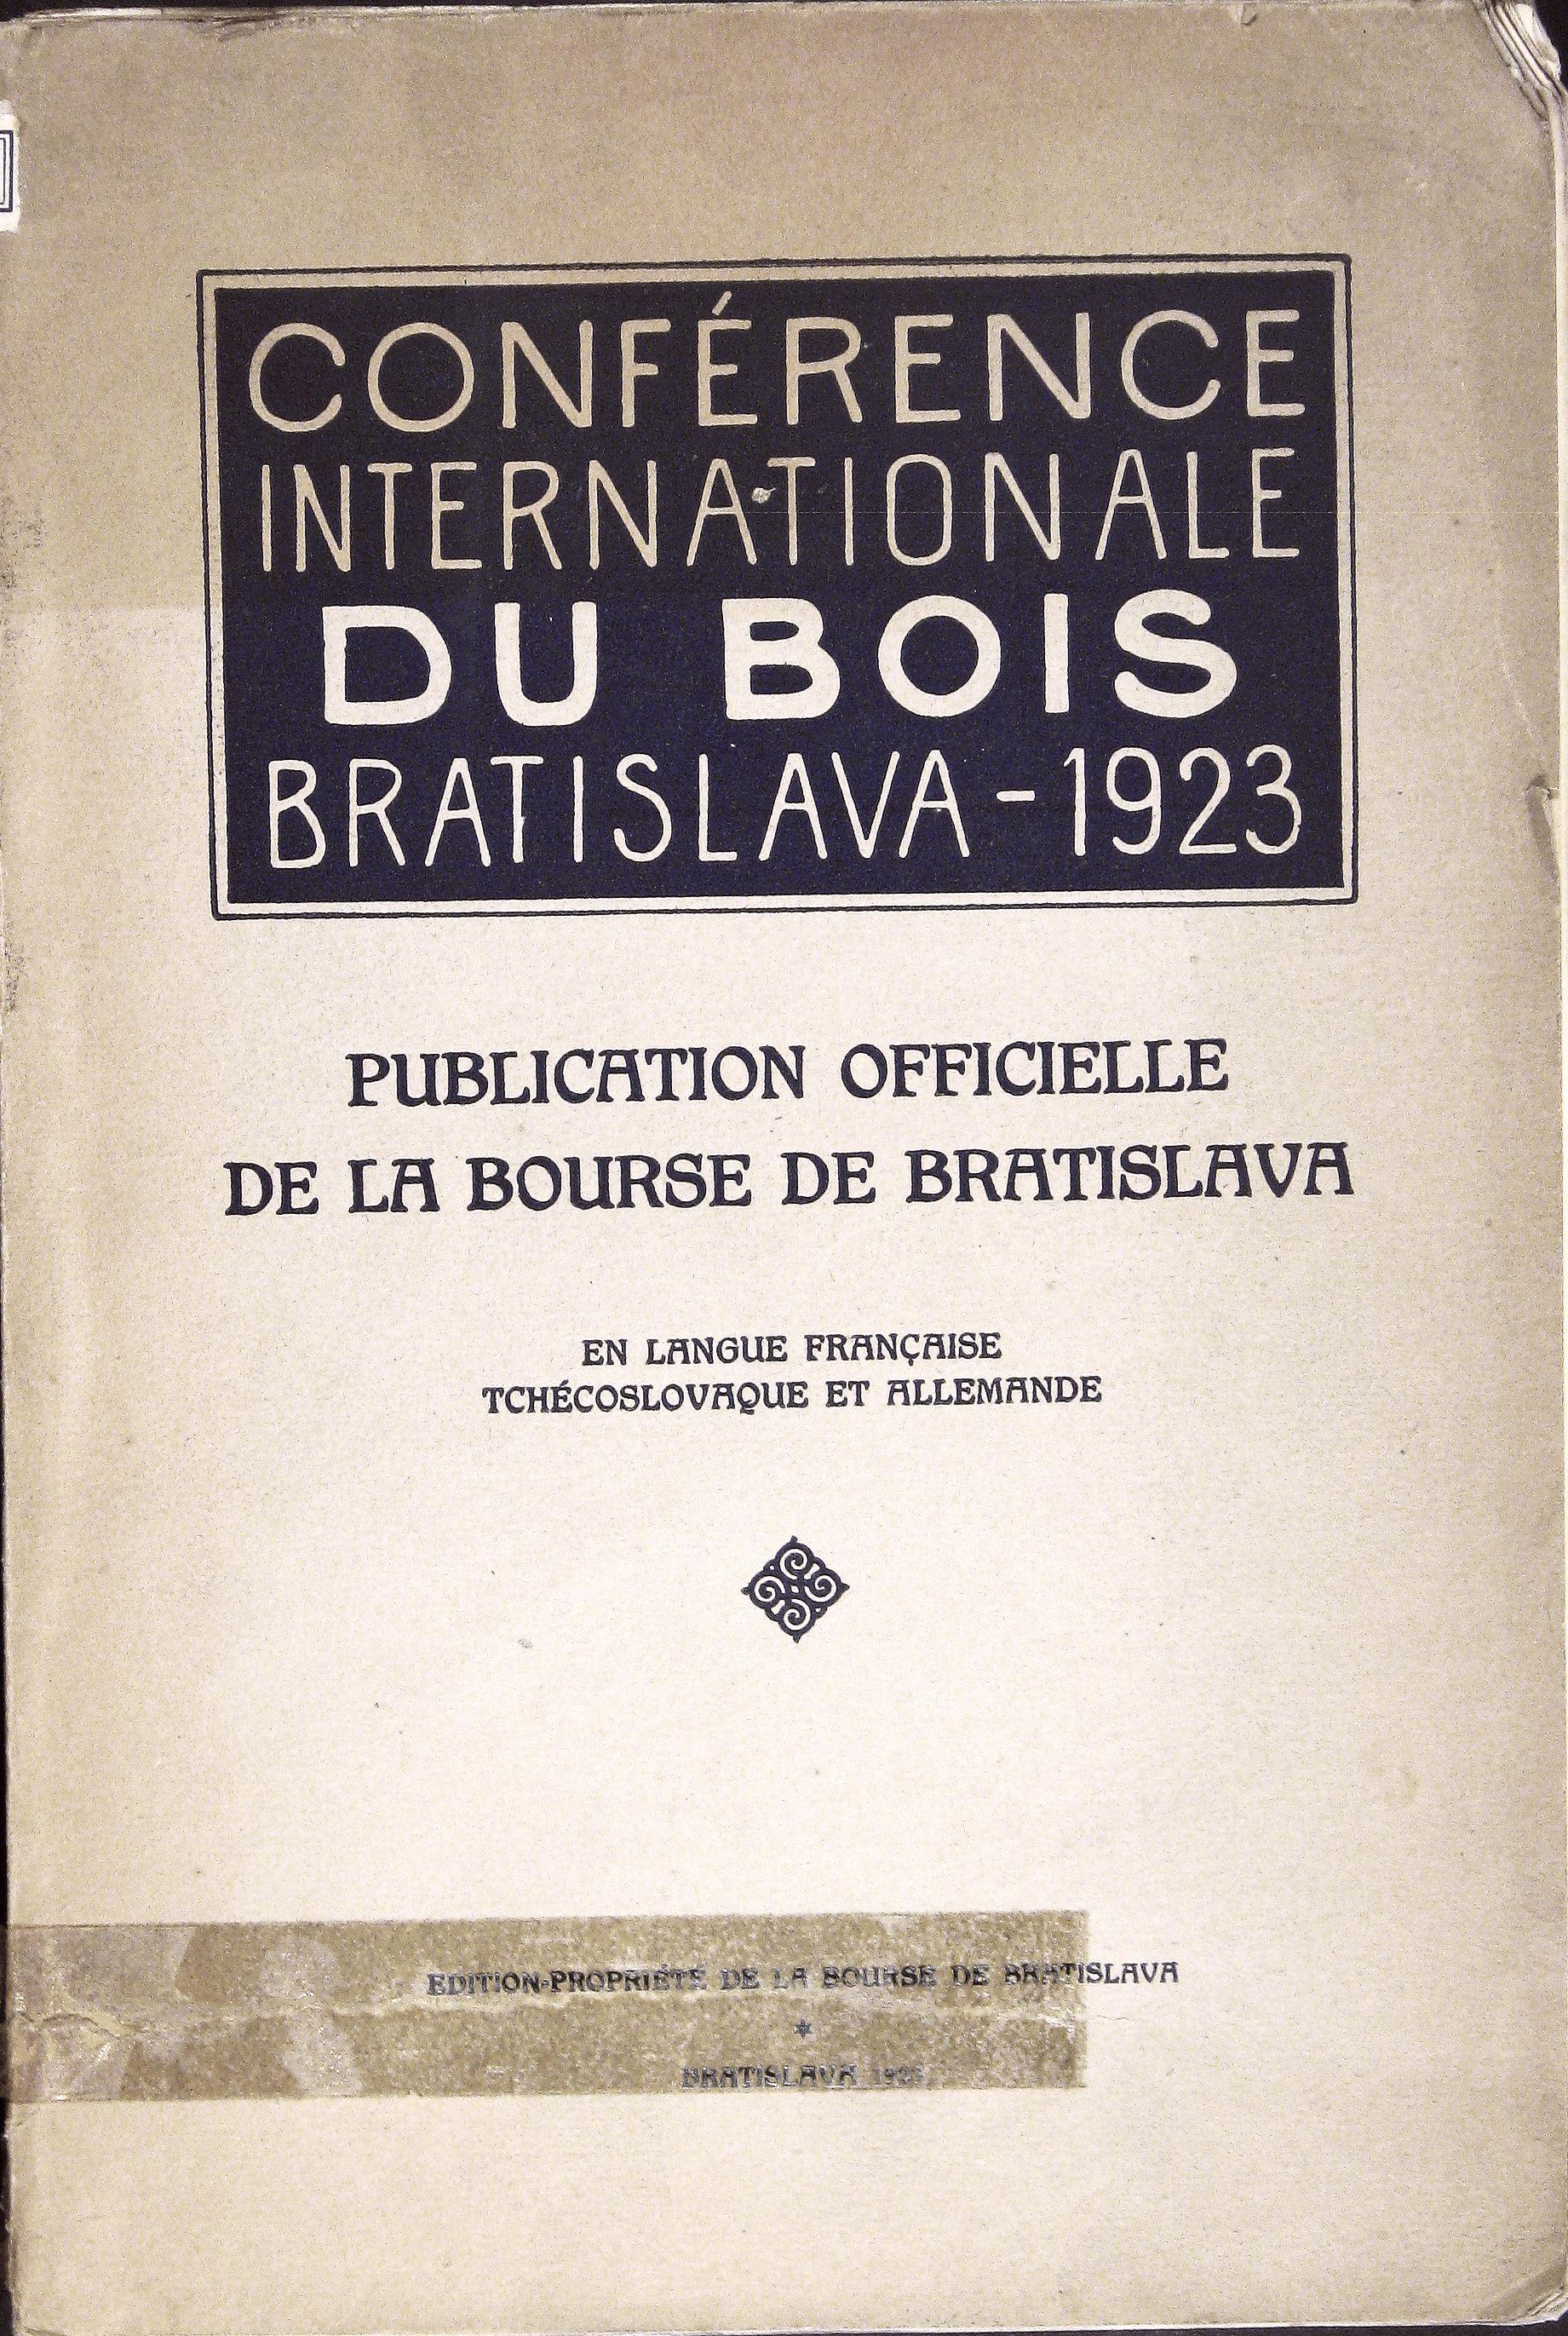 CONFÉRENCE
INTERNATIONALE
DU BOIS
BRATISLAVA - 1923
PUBLICATION OFFICIELLE
DE LA BOURSE DE BRATISLAVA
EN LANGUE FRANÇAISE
TCHÉCOSLOVAQUE ET ALLEMANDE
EDITION-PROPRIÉTÉ DE LA BOURSE DE BRATISLAVA
BRATISLAVA